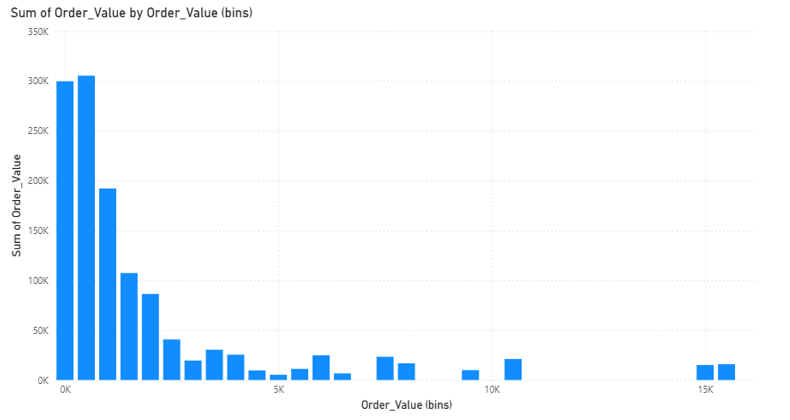 Sum of Order_Value by Order_Value (bins)
350K
300K
250K
200K
150K
100K
50K
0K
Sum of Order_Value
0K 5K 10K 15K
Order_Value (bins)